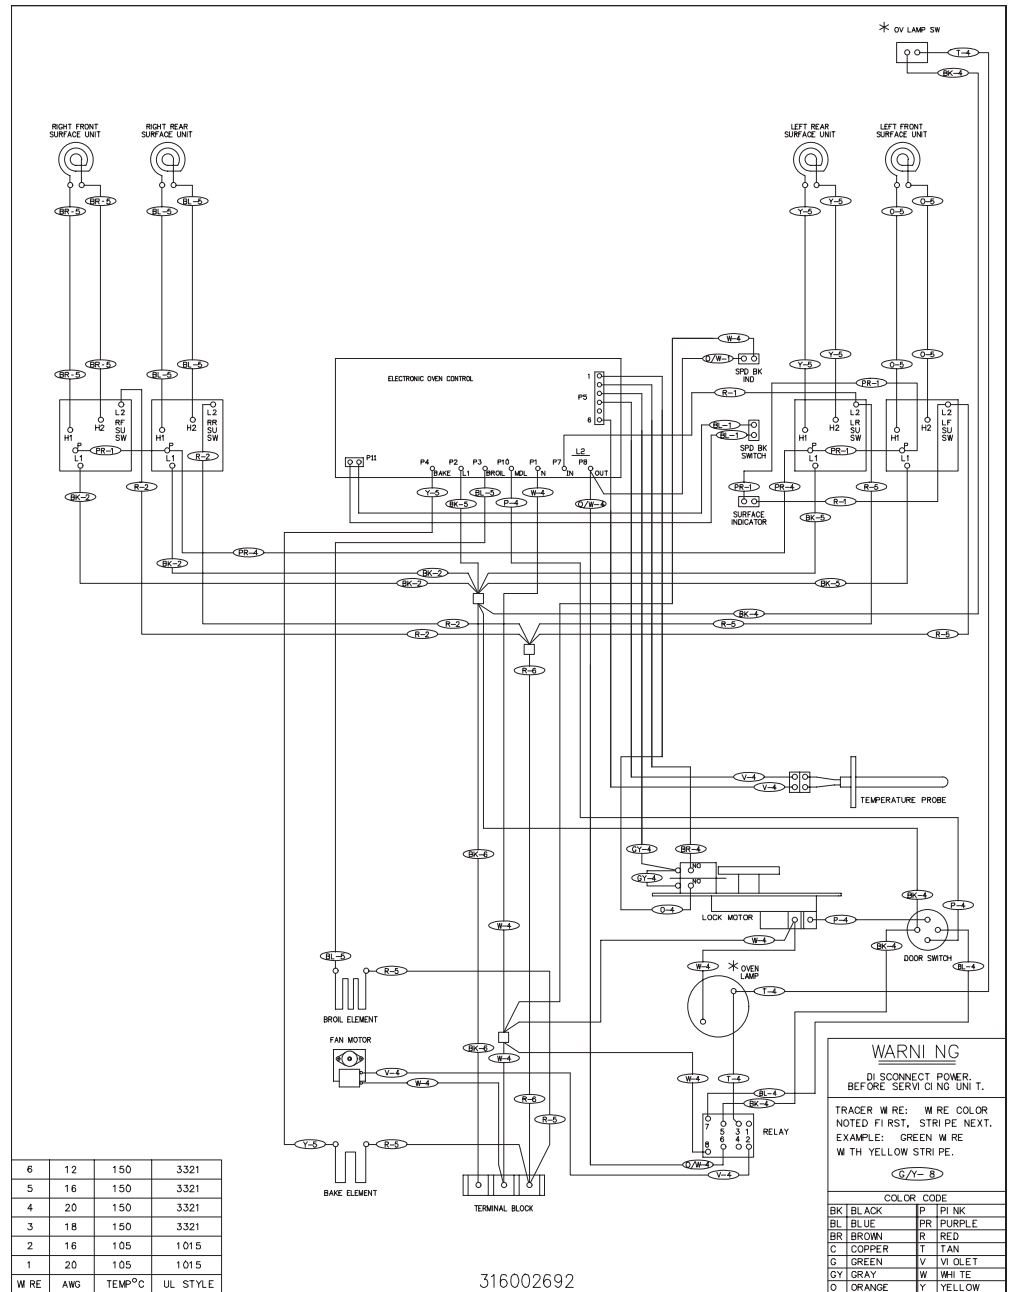 * OV LAMP SW
T-4
BK-4
RIGHT FRONT
SURFACE UNIT
RIGHT REAR
SURFACE UNIT
LEFT REAR
SURFACE UNIT
LEFT FRONT
SURFACE UNIT
BR-5
BR-5
BL-5
BL-5
Y-5
Y-5
O-5
O-5
BR-5
BR-5
BL-5
BL-5
Y-5
Y-5
O-5
O-5
W-4
O/W-1
SPD BK
IND
PR-1
R-1
ELECTRONIC OVEN CONTROL
1
P5
6
L2
RF
SU
SW
H1
H2
P
L1
L2
RR
SU
SW
H1
H2
P
L1
PR-1
R-2
BL-1
BL-1
SPD BK
SWITCH
L2
LR
SU
SW
H1
H2
P
L1
L2
LF
SU
SW
H1
H2
P
L1
PR-1
P11
P4
BAKE
P2
L1
P3
BROIL
P10
MDL
P1
N
P7
IN
L2
P8
OUT
Y-5
BK-5
BL-5
P-4
W-4
O/W-4
BK-2
R-2
PR-1
PR-4
R-1
R-5
SURFACE
INDICATOR
BK-5
PR-4
BK-2
BK-2
BK-2
BK-5
BK-4
R-2
R-2
R-5
R-5
R-6
V-4
V-4
TEMPERATURE PROBE
BK-6
GY-4
BR-4
NO
GY-4
NO
O-4
LOCK MOTOR
P-4
BK-4
P-4
W-4
W-4
BK-4
DOOR SWITCH
BL-4
W-4
* OVEN
LAMP
T-4
BL-5
R-5
BROIL ELEMENT
FAN MOTOR
V-4
W-4
BK-6
W-4
R-6
R-5
W-4
T-4
BL-4
BK-4
7
8
5
6
3
4
1
2
RELAY
O/W-4
V-4
Y-5
R-5
BAKE ELEMENT
TERMINAL BLOCK
WARNING
DISCONNECT POWER.
BEFORE SERVICING UNIT.
TRACER WIRE: WIRE COLOR
NOTED FIRST, STRIPE NEXT.
EXAMPLE: GREEN WIRE
WITH YELLOW STRIPE.
G/Y-8
COLOR CODE
BK BLACK P PINK
BL BLUE PR PURPLE
BR BROWN R RED
C COPPER T TAN
G GREEN V VIOLET
GY GRAY W WHITE
O ORANGE Y YELLOW
6 12 150 3321
5 16 150 3321
4 20 150 3321
3 18 150 3321
2 16 105 1015
1 20 105 1015
WIRE AWG TEMP°C UL STYLE
316002692